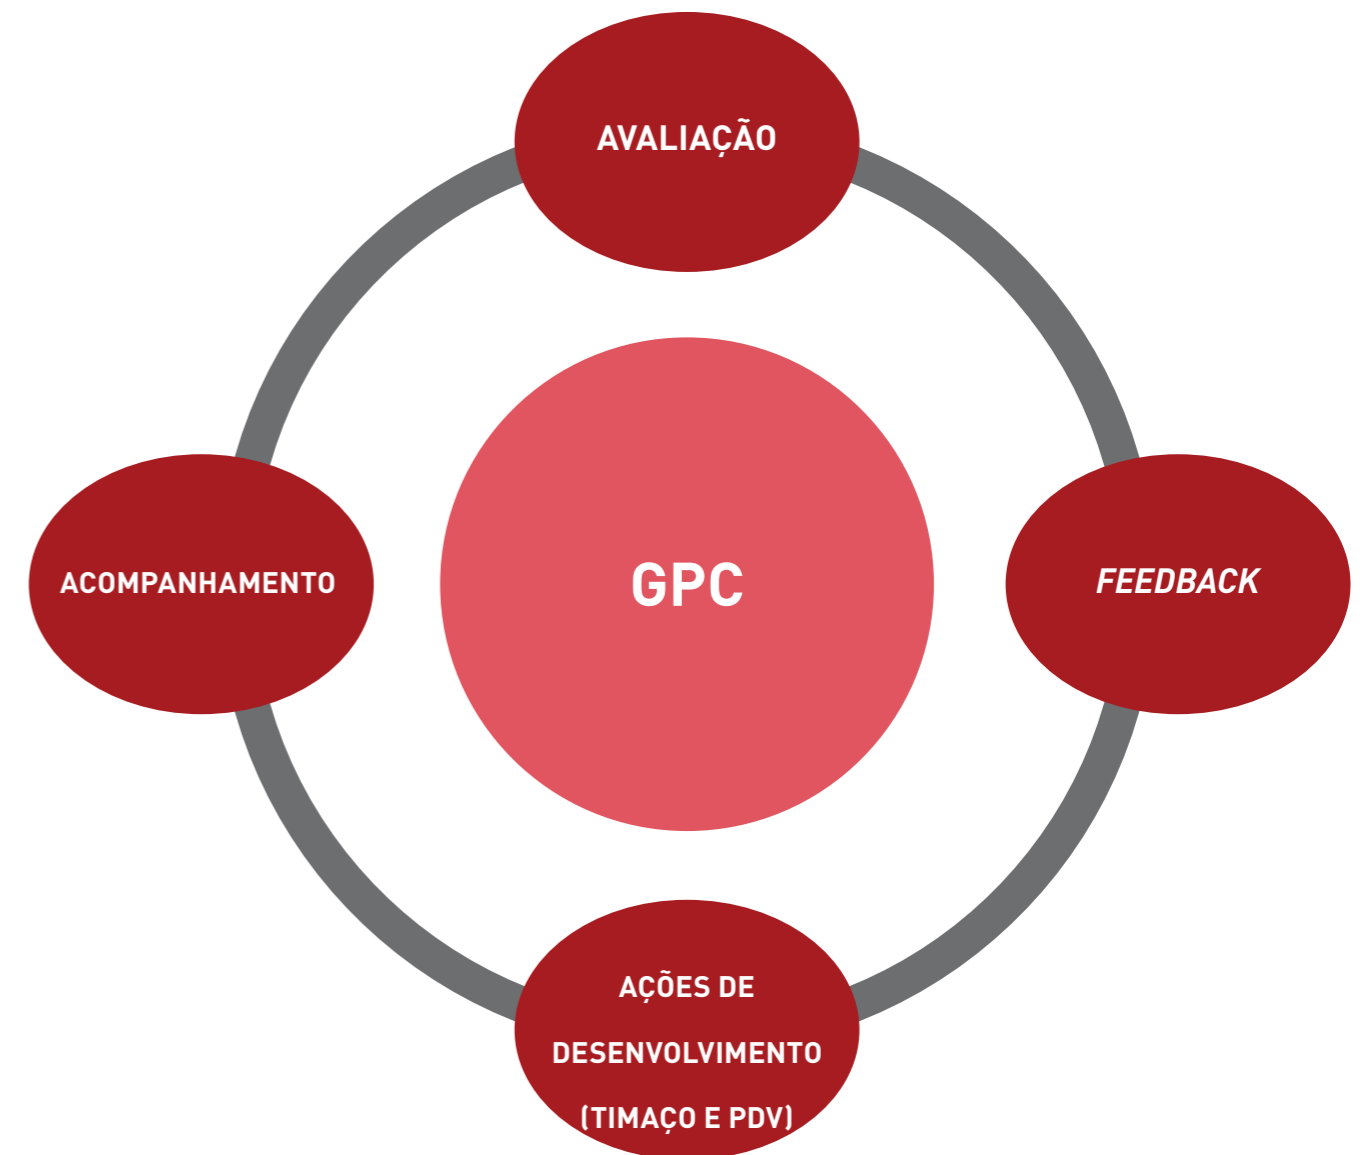 AVALIAÇÃO
ACOMPANHAMENTO
GPC
FEEDBACK
AÇÕES DE
DESENVOLVIMENTO
(TIMAÇO E PDV)